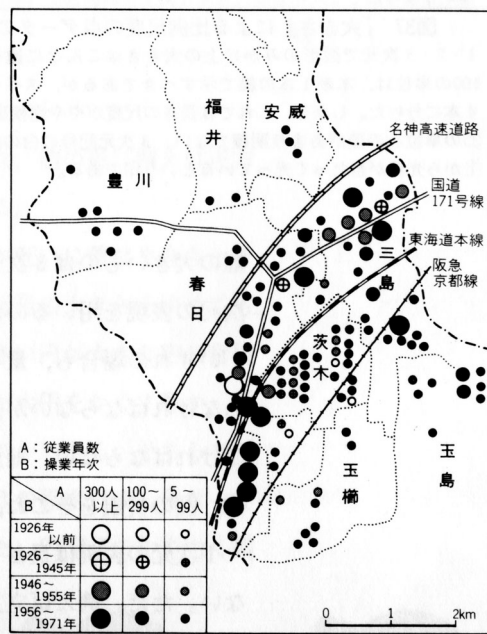 福井
安威
名神高速道路
豊川
国道
171号線
東海道本線
三島
阪急
京都線
春日
茨木
玉島
玉櫛
A：従業員数
B：操業年次
A
B
300人
以上
100～
299人
5～
99人
1926年
以前
1926～
1945年
1946～
1955年
1956～
1971年
0 1 2km